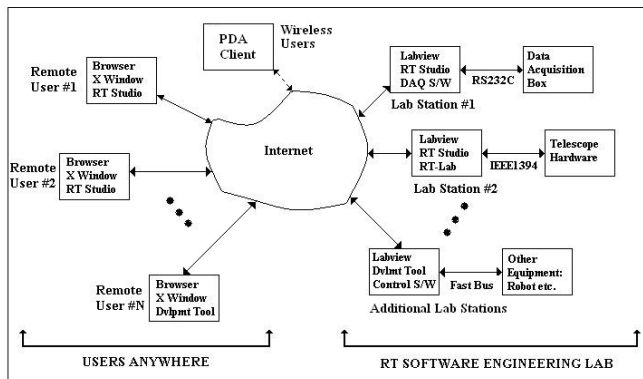 PDA
Client
Wireless
Users
Remote
User #1
Browser
X Window
RT Studio
Labview
RT Studio
DAQ S/W
RS232C
Data
Acquisition
Box
Lab Station #1
Internet
Remote
User #2
Browser
X Window
RT Studio
Labview
RT Studio
RT-Lab
IEEE1394
Telescope
Hardware
Lab Station #2
Remote
User #N
Browser
X Window
Dvlpmt Tool
Labview
Dvlmt Tool
Control S/W
Fast Bus
Other
Equipment:
Robot etc.
Additional Lab Stations
USERS ANYWHERE
RT SOFTWARE ENGINEERING LAB